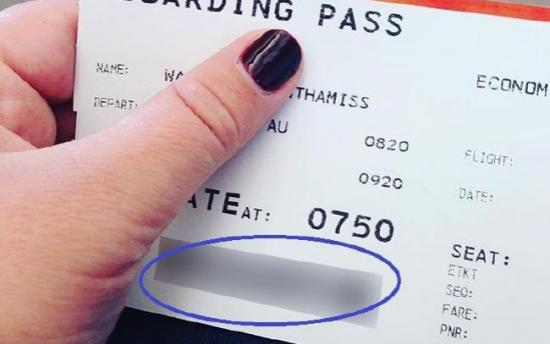 BOARDING PASS
ECONOM
NAME: WA THAMISS
DEPART: AU 0820
FLIGHT:
0920
DATE:
ATE AT: 0750
SEAT:
ETKT
SEQ:
FARE:
PNR: